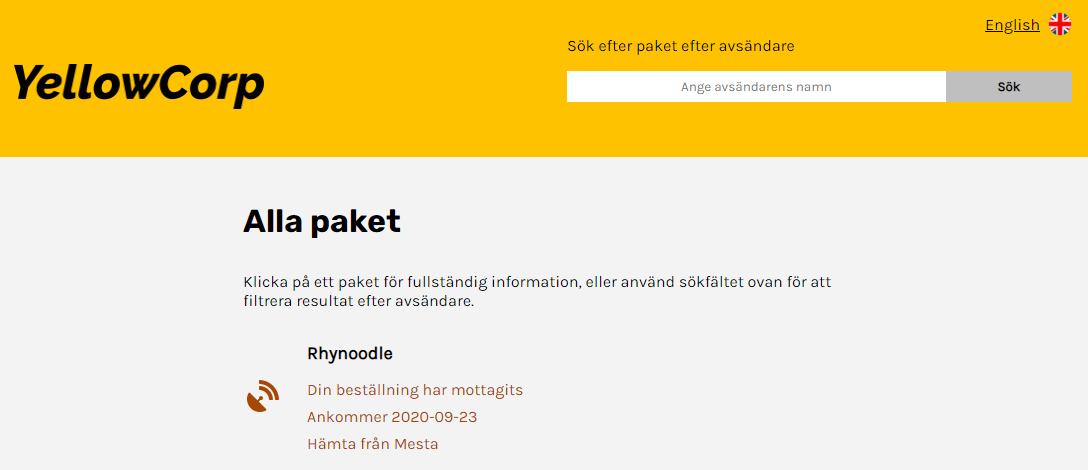 English
Sök efter paket efter avsändare
YellowCorp
Ange avsändarens namn
Sök
Alla paket
Klicka på ett paket för fullständig information, eller använd sökfältet ovan för att
filtrera resultat efter avsändare.
Rhynoodle
Din beställning har mottagits
Ankommer 2020-09-23
Hämta från Mesta